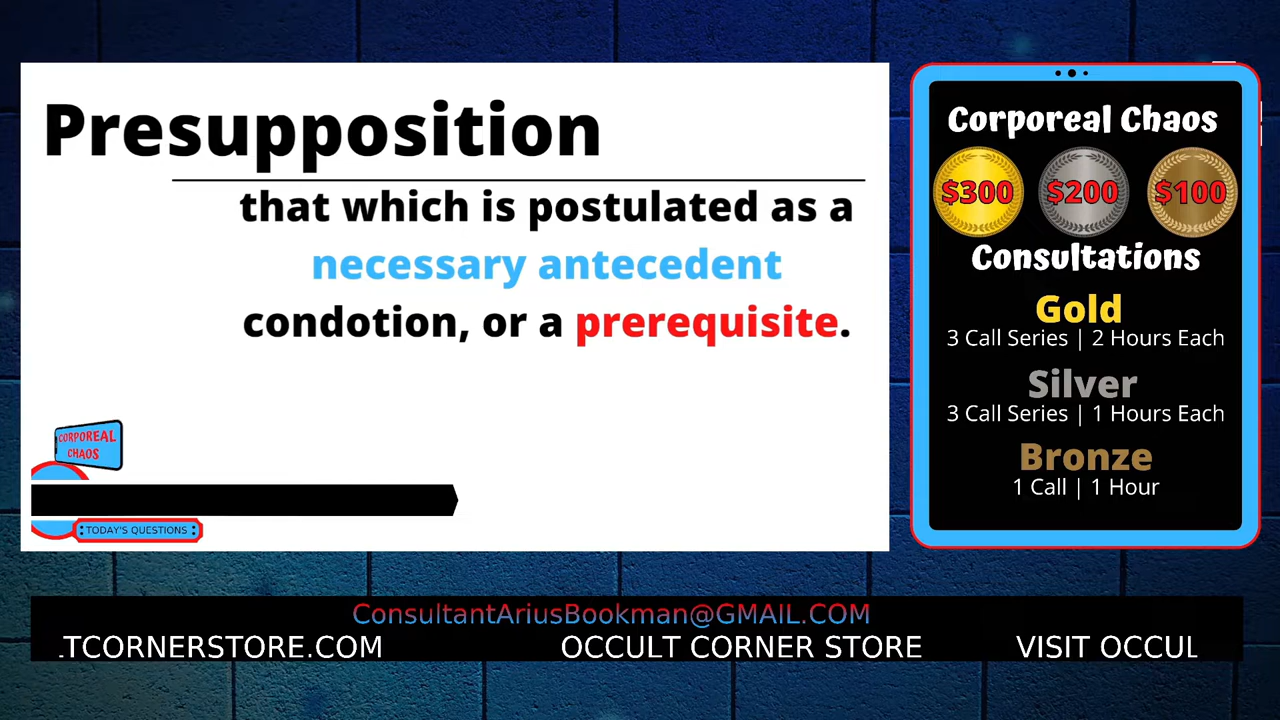 Presupposition
that which is postulated as a
necessary antecedent
condotion, or a prerequisite.
CORPOREAL
CHAOS
TODAY'S QUESTIONS
Corporeal Chaos
$300 $200 $100
Consultations
Gold
3 Call Series | 2 Hours Each
Silver
3 Call Series | 1 Hours Each
Bronze
1 Call | 1 Hour
ConsultantAriusBookman@GMAIL.COM
.TCORNERSTORE.COM OCCULT CORNER STORE VISIT OCCUL